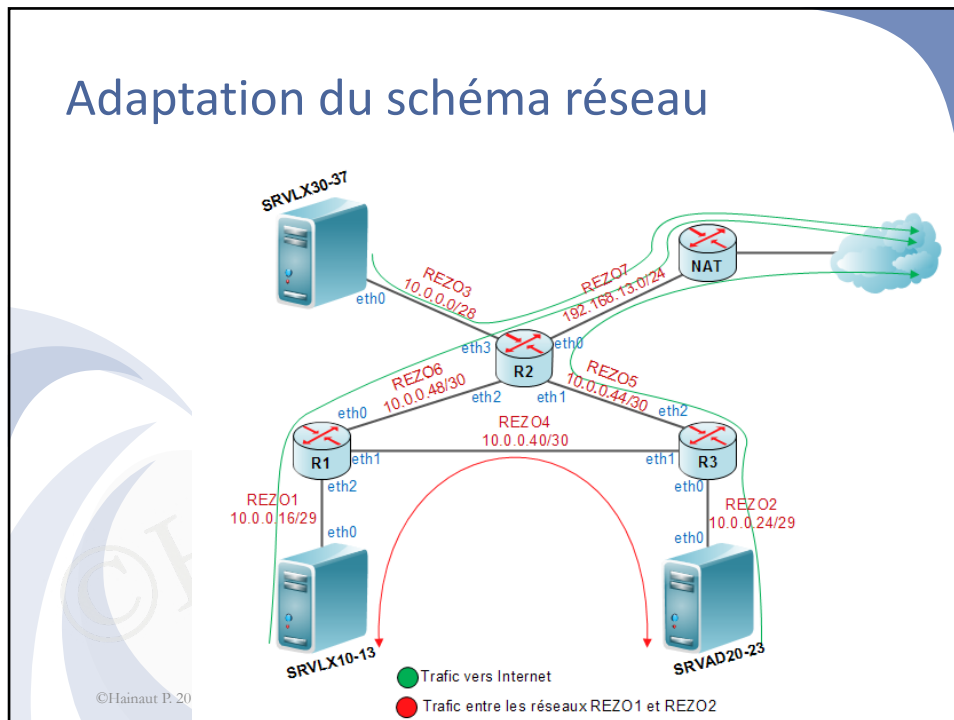 Adaptation du schéma réseau
SRVLX30-37
eth0
REZO3
10.0.0.0/28
REZO7
192.168.13.0/24
NAT
eth3
eth0
R2
REZO6
10.0.0.48/30
eth2
eth1
REZO5
10.0.0.44/30
eth0
eth2
REZO4
10.0.0.40/30
R1
eth1
eth1
R3
eth2
eth0
REZO1
10.0.0.16/29
REZO2
10.0.0.24/29
eth0
eth0
SRVLX10-13
SRVAD20-23
Trafic vers Internet
©Hainaut P. 20
Trafic entre les réseaux REZO1 et REZO2